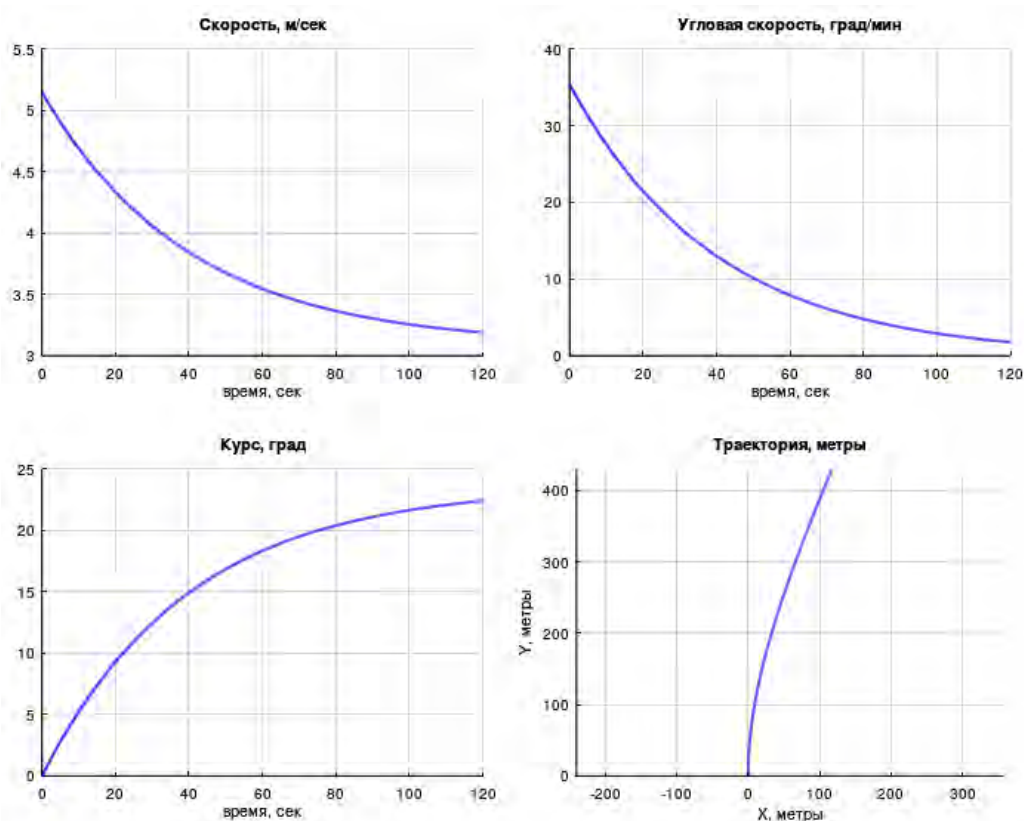 Скорость, м/сек
5.5
5
4.5
4
3.5
3
0 20 40 60 80 100 120
время, сек
Угловая скорость, град/мин
40
30
20
10
0
0 20 40 60 80 100 120
время, сек
Курс, град
25
20
15
10
5
0
0 20 40 60 80 100 120
время, сек
Траектория, метры
Y, метры
400
300
200
100
0
-200 -100 0 100 200 300
X, метры